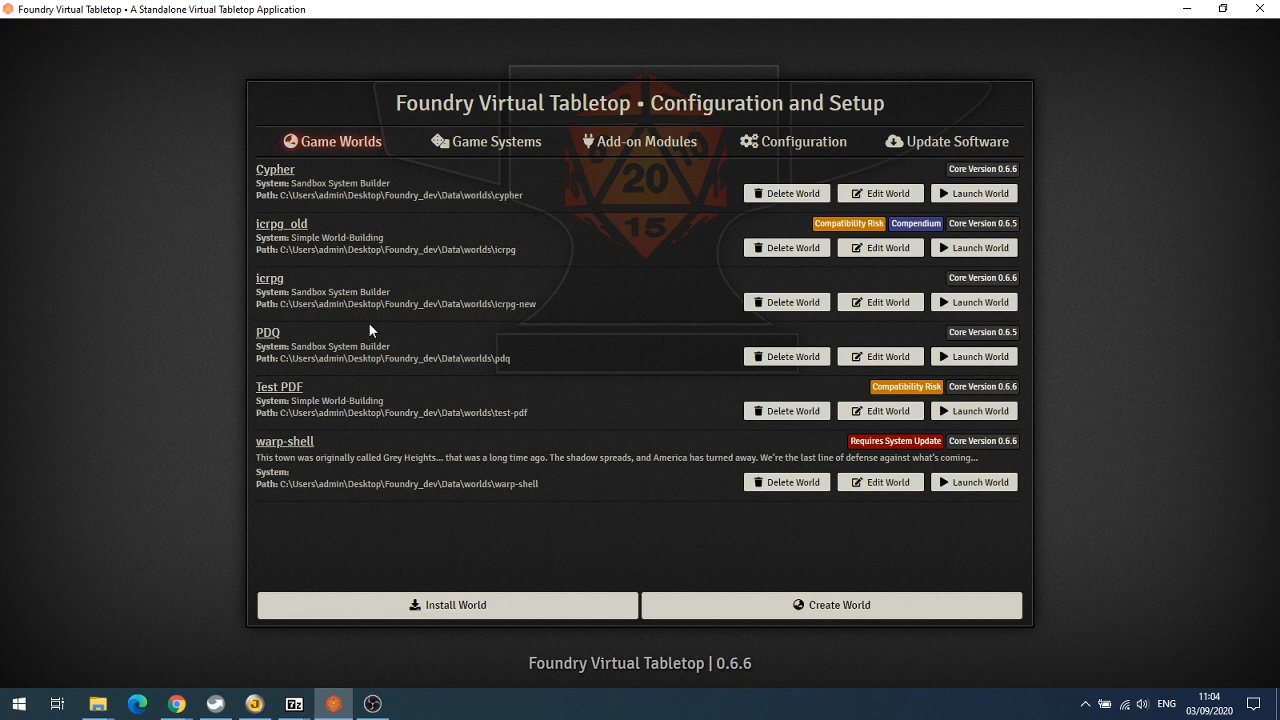 Foundry Virtual Tabletop • A Standalone Virtual Tabletop Application
Foundry Virtual Tabletop • Configuration and Setup
Game Worlds Game Systems Add-on Modules Configuration Update Software
Cypher Core Version 0.6.6
System: Sandbox System Builder
Path: C:\Users\admin\Desktop\Foundry_dev\Data\worlds\cypher
Delete World Edit World Launch World
icrpg_old Compatibility Risk Compendium Core Version 0.6.5
System: Simple World-Building
Path: C:\Users\admin\Desktop\Foundry_dev\Data\worlds\icrpg
Delete World Edit World Launch World
icrpg Core Version 0.6.6
System: Sandbox System Builder
Path: C:\Users\admin\Desktop\Foundry_dev\Data\worlds\icrpg-new
Delete World Edit World Launch World
PDQ Core Version 0.6.5
System: Sandbox System Builder
Path: C:\Users\admin\Desktop\Foundry_dev\Data\worlds\pdq
Delete World Edit World Launch World
Test PDF Compatibility Risk Core Version 0.6.6
System: Simple World-Building
Path: C:\Users\admin\Desktop\Foundry_dev\Data\worlds\test-pdf
Delete World Edit World Launch World
warp-shell Requires System Update Core Version 0.6.6
This town was originally called Grey Heights... that was a long time ago. The shadow spreads, and America has turned away. We're the last line of defense against what's coming...
System:
Path: C:\Users\admin\Desktop\Foundry_dev\Data\worlds\warp-shell
Delete World Edit World Launch World
20
15
Install World Create World
Foundry Virtual Tabletop | 0.6.6
7z
ENG
11:04
03/09/2020